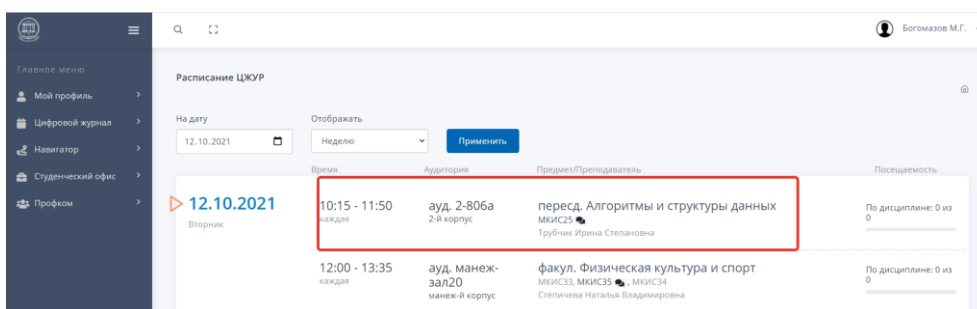 Богомазов М.Г.
Главное меню
Мой профиль
Цифровой журнал
Навигатор
Студенческий офис
Профком
Расписание ЦЖУР
На дату
Отображать
12.10.2021
Неделю
Применить
Время Аудитория Предмет/Преподаватель Посещаемость
12.10.2021
Вторник
10:15 - 11:50
каждая
ауд. 2-806а
2-й корпус
пересд. Алгоритмы и структуры данных
МКИС25
Трубчик Ирина Степановна
По дисциплине: 0 из
0
12:00 - 13:35
каждая
ауд. манеж-
зал20
манеж-й корпус
факул. Физическая культура и спорт
МКИС33, МКИС35 , МКИС34
Степичева Наталья Владимировна
По дисциплине: 0 из
0